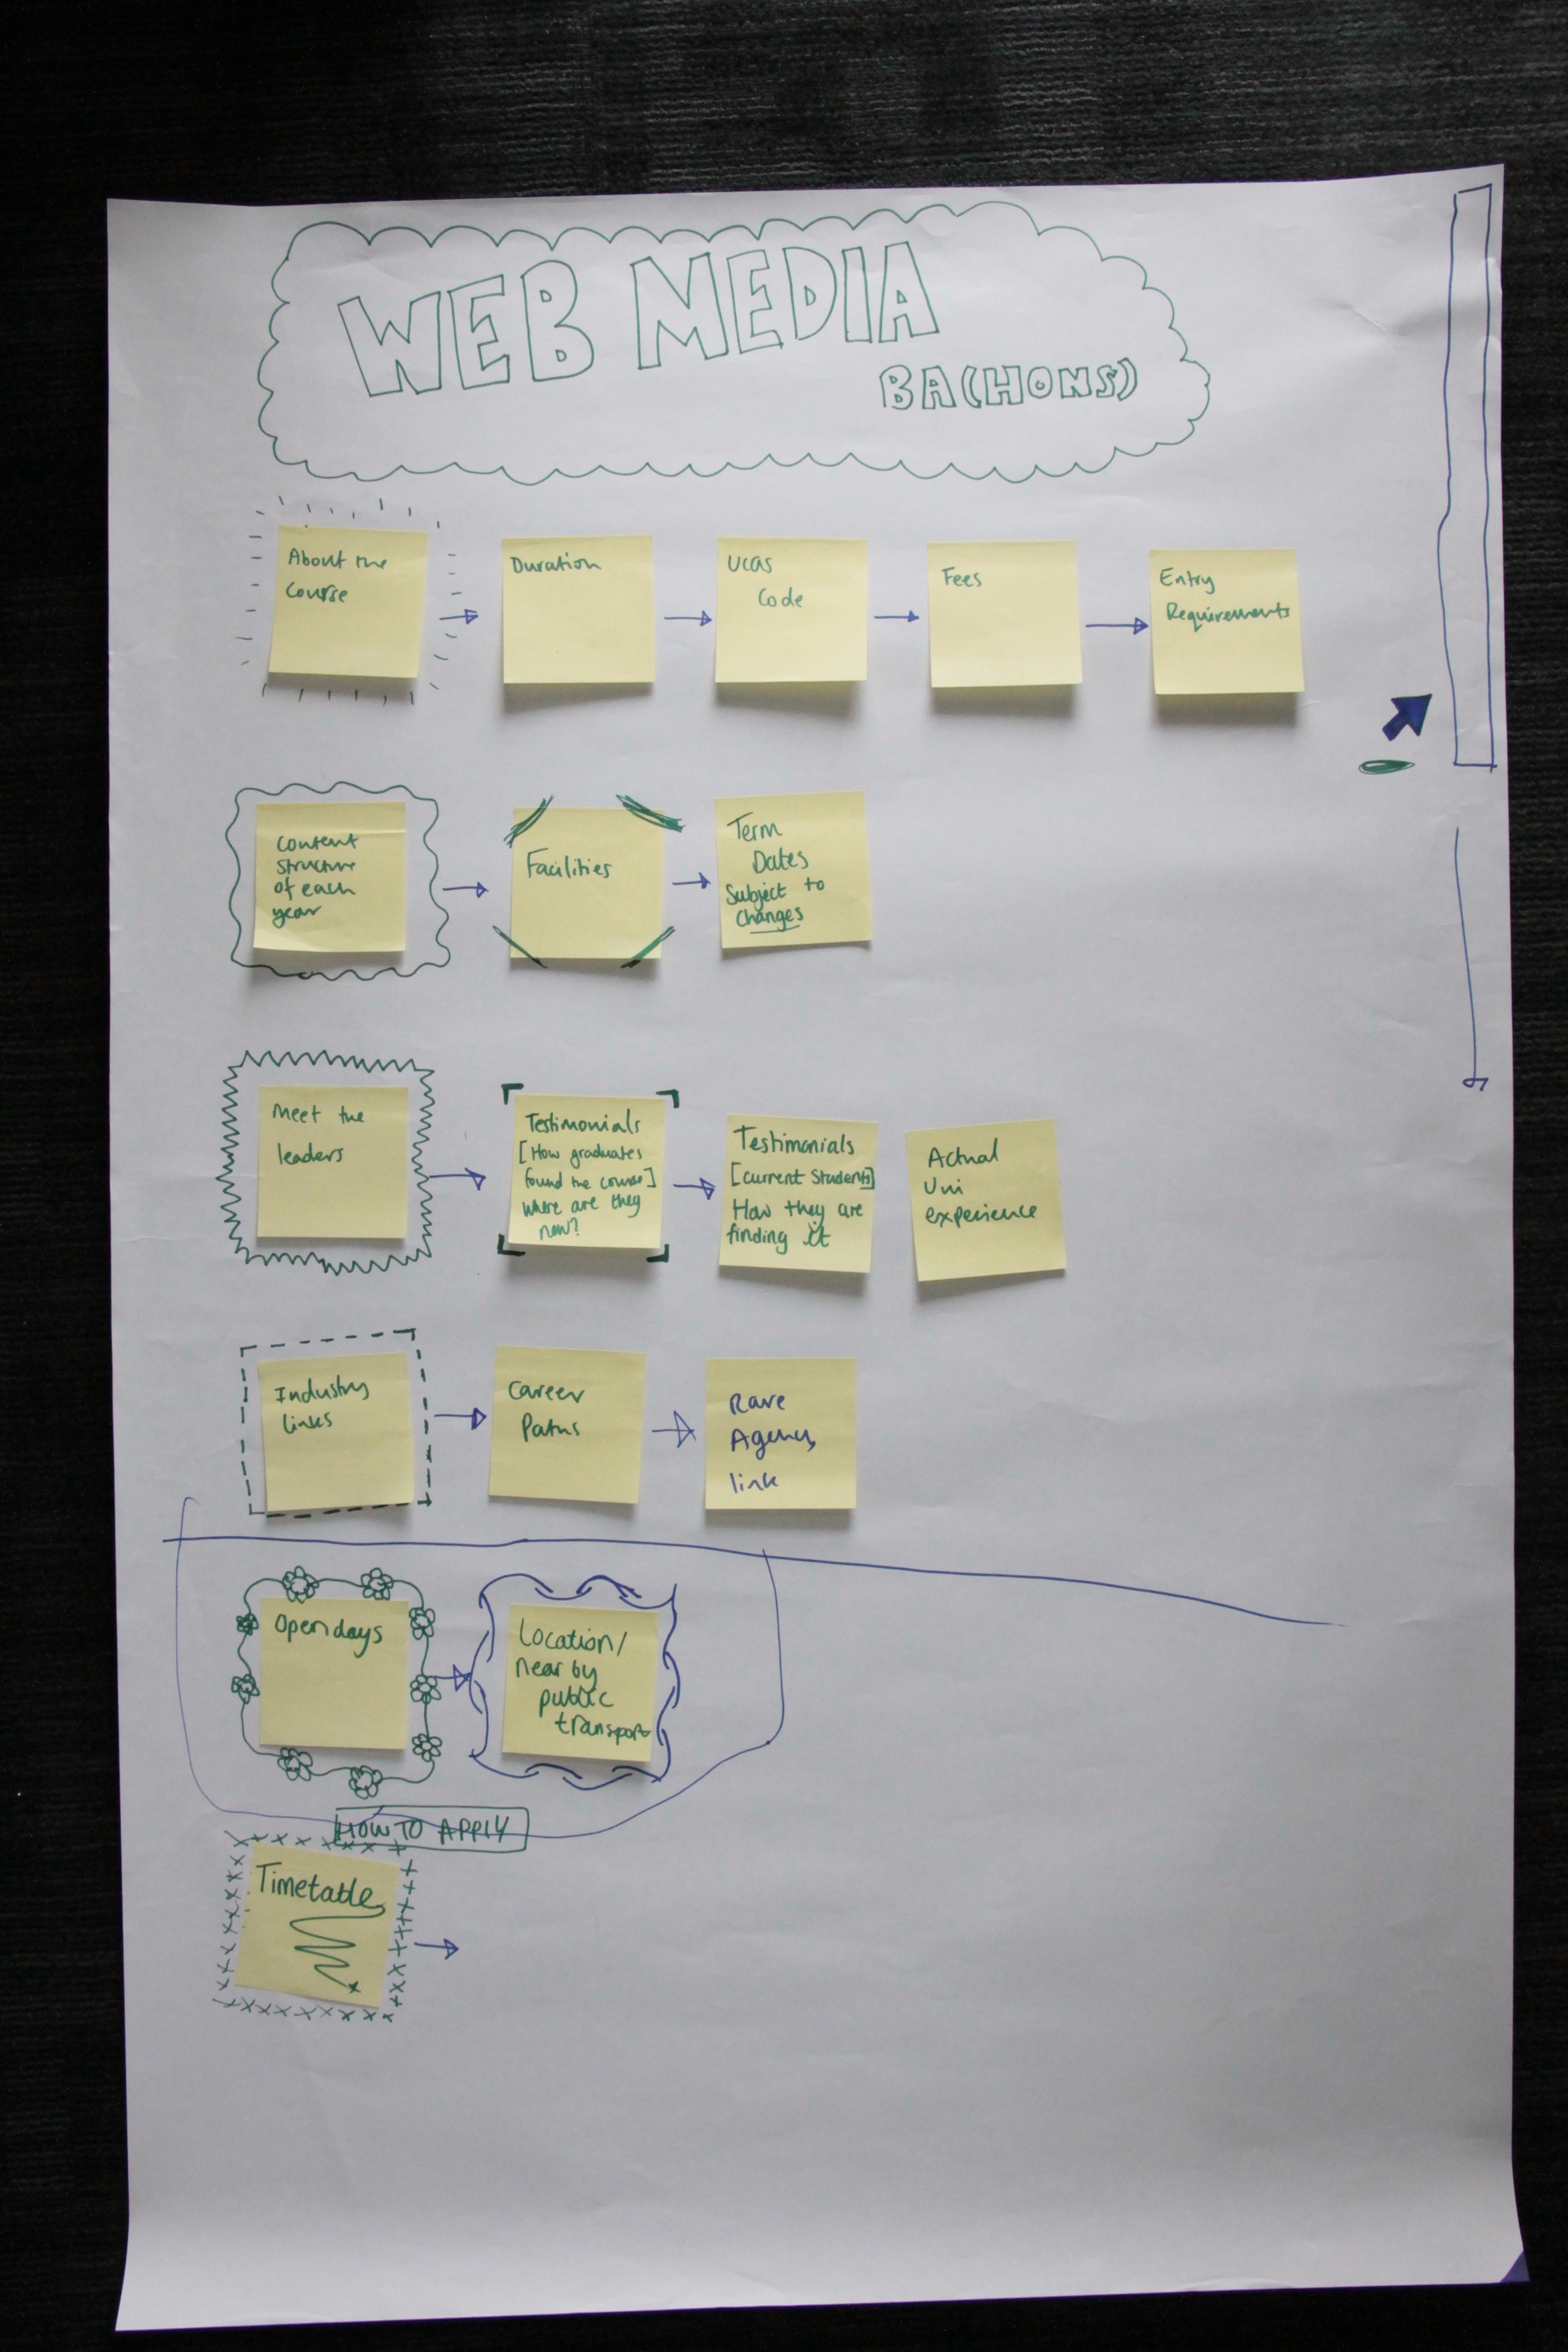 WEB MEDIA
BA(HONS)
About the
course
Duration
UCAS
Code
Fees
Entry
Requirements
Content
structure
of each
year
Facilities
Term
Dates
Subject to
changes
Meet the
leaders
Testimonials
[How graduates
found the course]
where are they
now?
Testimonials
[current students]
How they are
finding it
Actual
Uni
experience
Industry
links
Career
Paths
Rave
Agency
link
Open days
Location/
near by
public
transport
HOW TO APPLY
Timetable